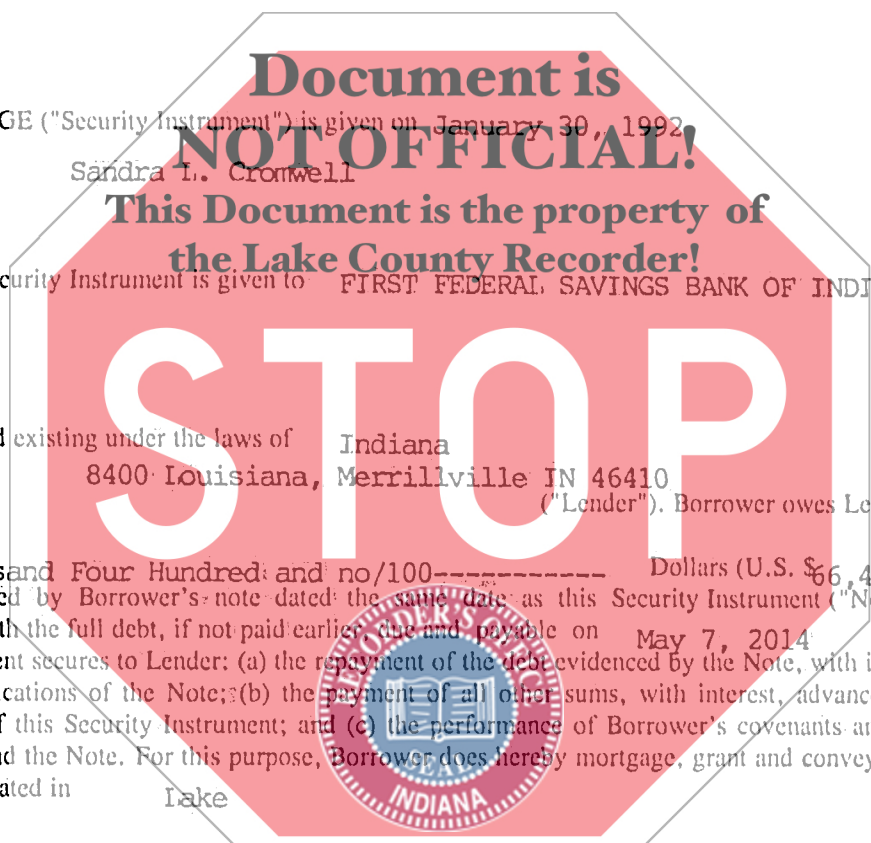 Document is
GE ("Security Instrument") is given on January 30, 1992
NOT OFFICIAL!
Sandra L. Cromwell
This Document is the property of
the Lake County Recorder!
curity Instrument is given to FIRST FEDERAL SAVINGS BANK OF INDI
STOP
d existing under the laws of Indiana
8400 Louisiana, Merrillville IN 46410
("Lender"). Borrower owes Le
sand Four Hundred and no/100------------ Dollars (U.S. $66,4
ed by Borrower's note dated the same date as this Security Instrument ("No
th the full debt, if not paid earlier, due and payable on May 7, 2014
ent secures to Lender: (a) the repayment of the debt evidenced by the Note, with i
cations of the Note; (b) the payment of all other sums, with interest, advanc
f this Security Instrument; and (c) the performance of Borrower's covenants a
nd the Note. For this purpose, Borrower does hereby mortgage, grant and convey
ated in Lake
RECORDER'S OFFICE
SEAL
INDIANA